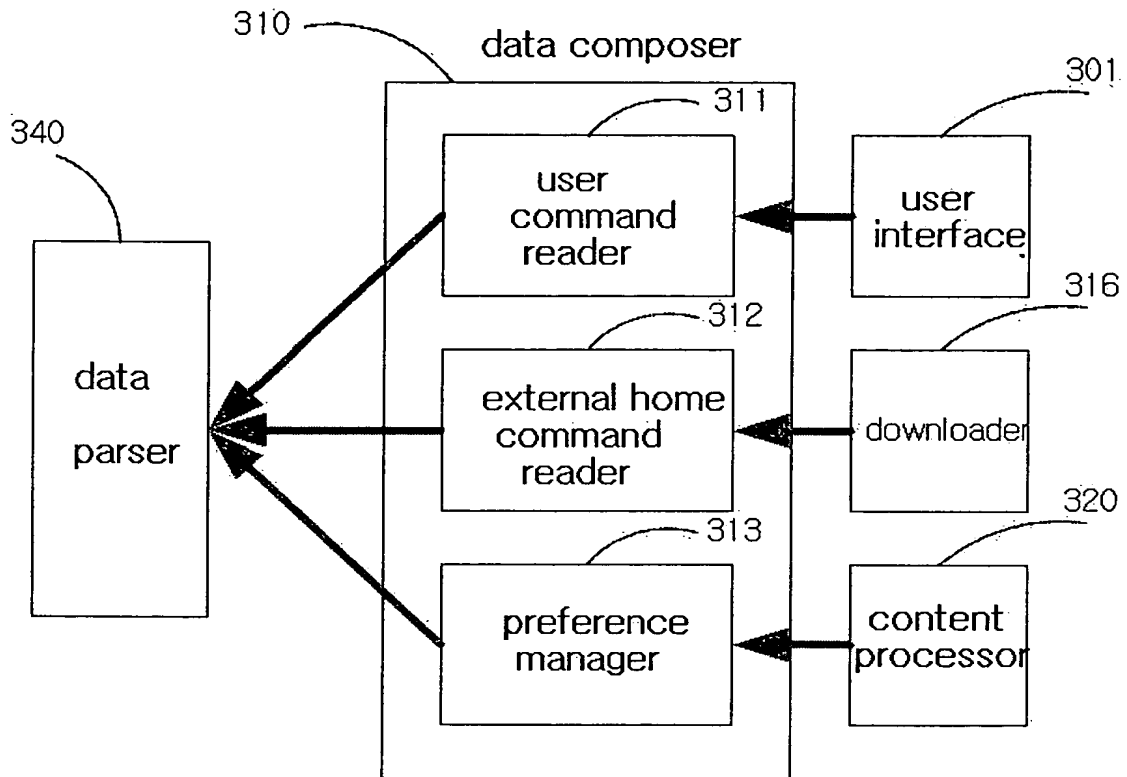 310
data composer
301
311
340
user
command
reader
user
interface
312
316
data
parser
external home
command
reader
downloader
313
320
preference
manager
content
processor